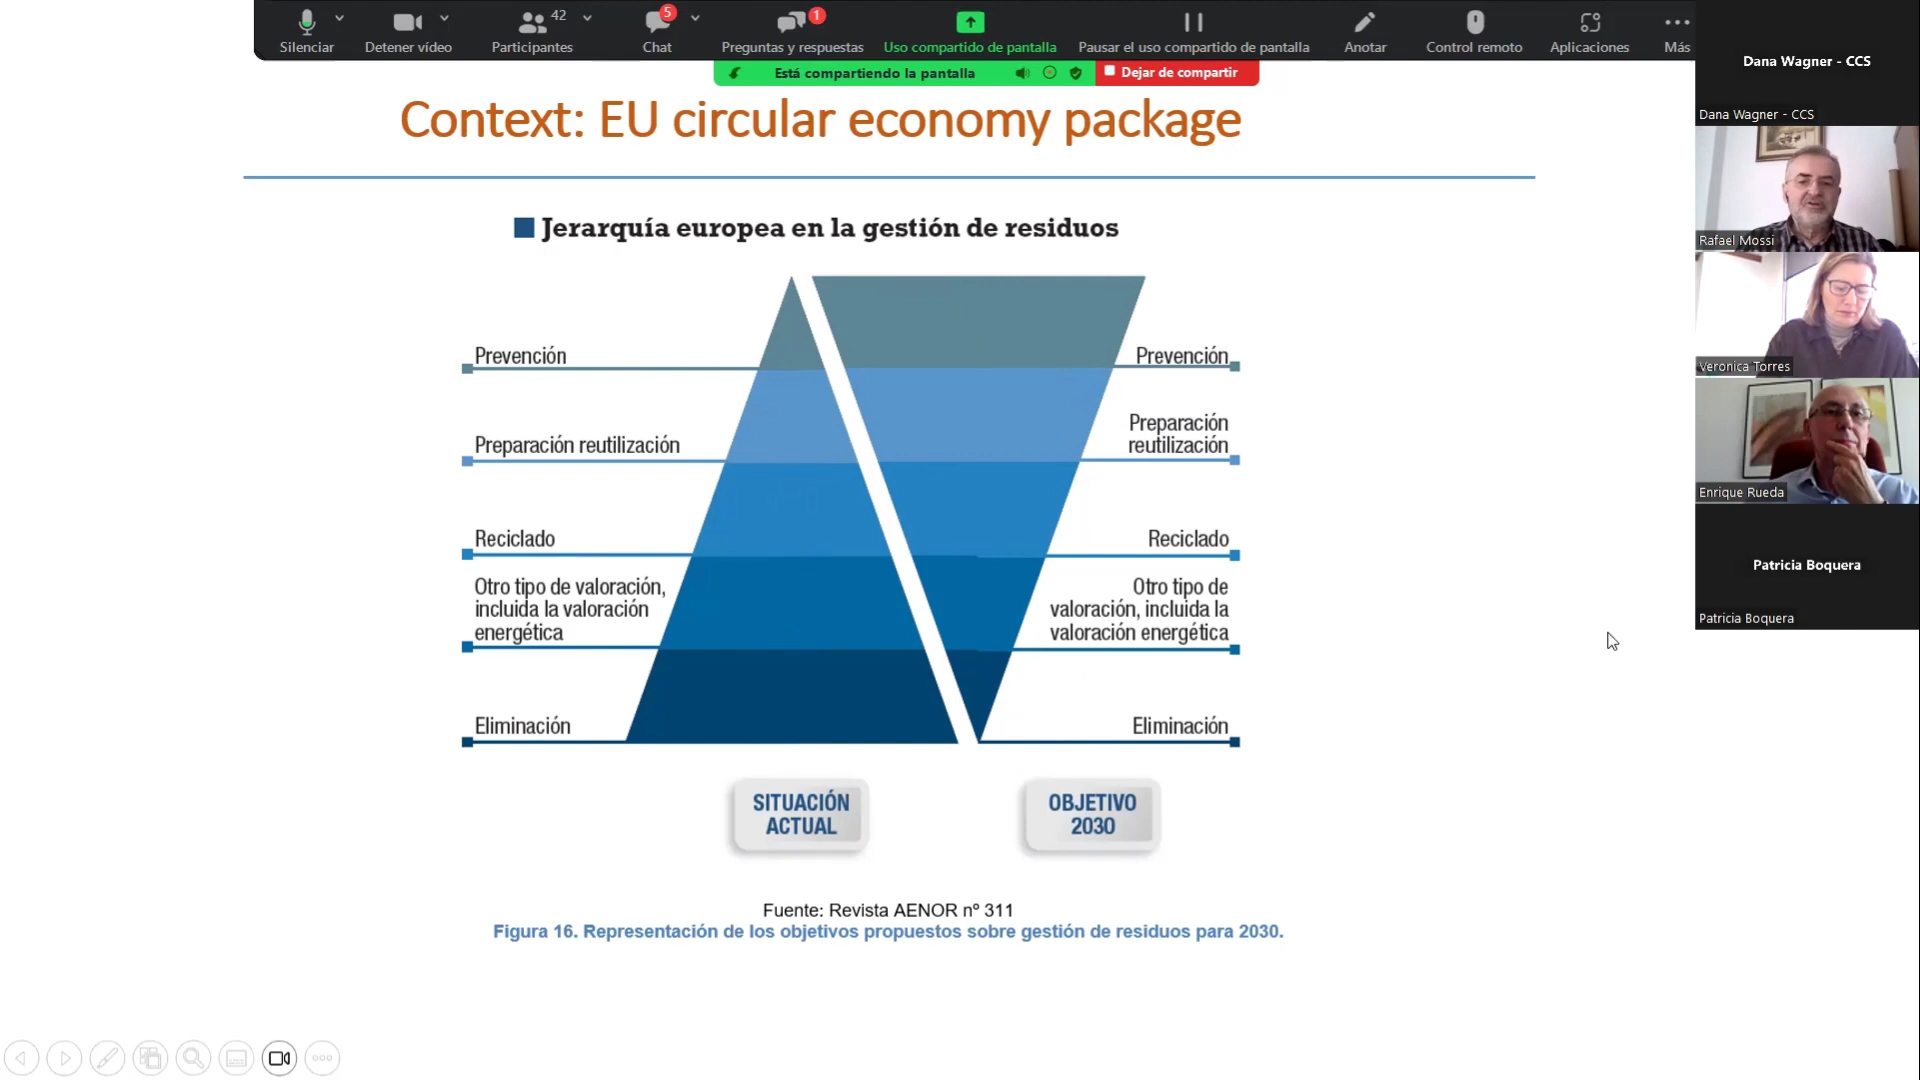 Silenciar
Detener vídeo
42
Participantes
5
Chat
1
Preguntas y respuestas
Uso compartido de pantalla
Pausar el uso compartido de pantalla
Anotar
Control remoto
Aplicaciones
Más
Está compartiendo la pantalla
Dejar de compartir
Dana Wagner - CCS
Dana Wagner - CCS
Rafael Mossi
Veronica Torres
Enrique Rueda
Patricia Boquera
Patricia Boquera
Context: EU circular economy package
Jerarquía europea en la gestión de residuos
Prevención
Preparación reutilización
Reciclado
Otro tipo de valoración,
incluida la valoración
energética
Eliminación
Prevención
Preparación
reutilización
Reciclado
Otro tipo de
valoración, incluida la
valoración energética
Eliminación
SITUACIÓN
ACTUAL
OBJETIVO
2030
Fuente: Revista AENOR nº 311
Figura 16. Representación de los objetivos propuestos sobre gestión de residuos para 2030.